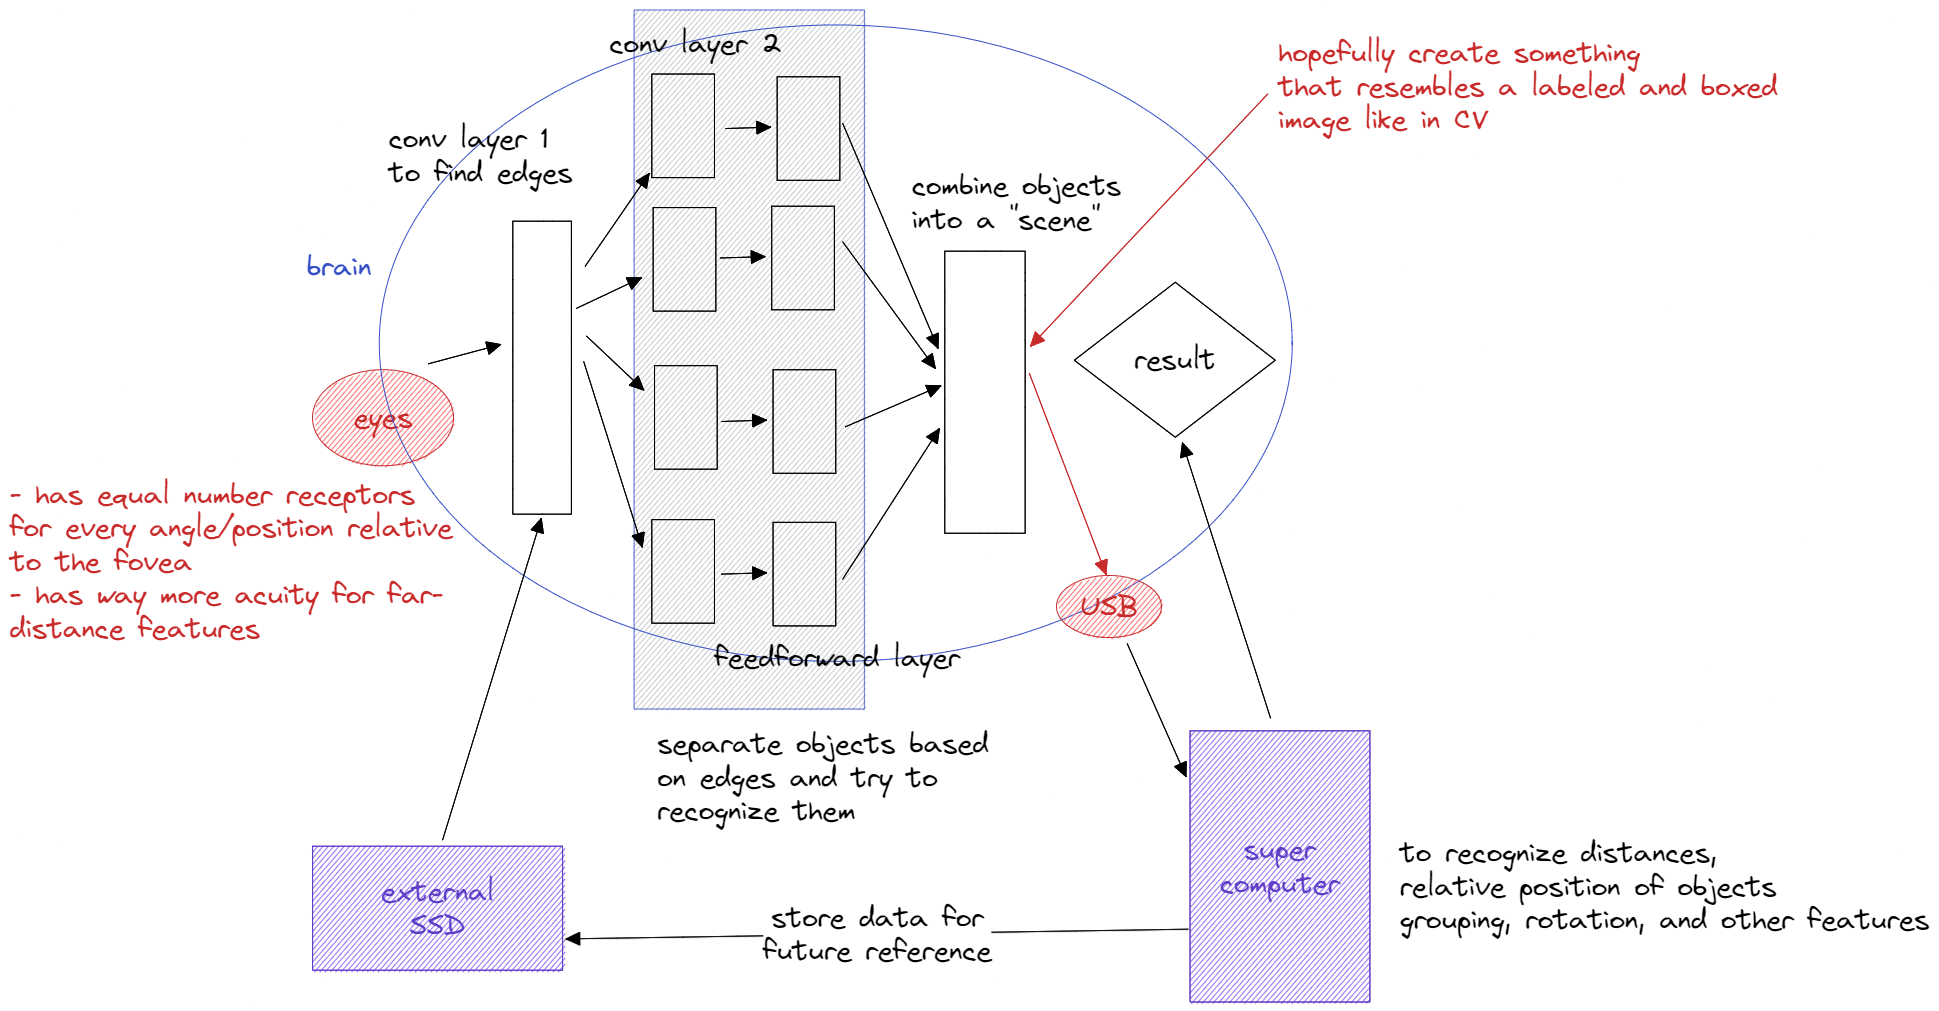 conv layer 2
hopefully create something
that resembles a labeled and boxed
image like in CV
conv layer 1
to find edges
combine objects
into a "scene"
brain
result
eyes
- has equal number receptors
for every angle/position relative
to the fovea
- has way more acuity for far-
distance features
USB
feedforward layer
separate objects based
on edges and try to
recognize them
super
computer
to recognize distances,
relative position of objects
grouping, rotation, and other features
external
SSD
store data for
future reference